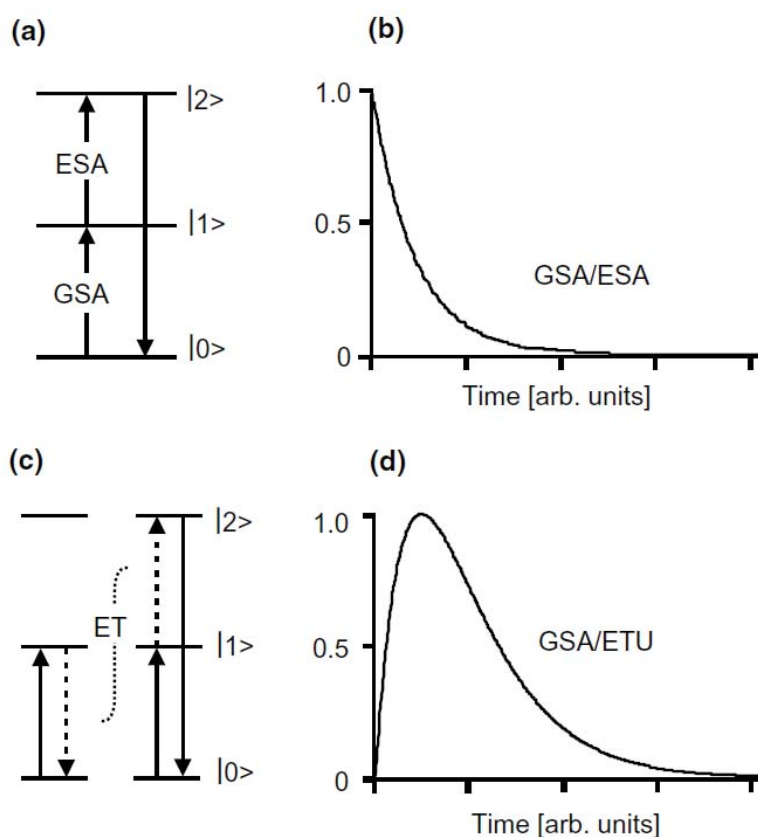 (a)
|2>
ESA
|1>
GSA
|0>
(b)
1.0
0.5
GSA/ESA
0
Time [arb. units]
(c)
|2>
ET
|1>
|0>
(d)
1.0
0.5
GSA/ETU
0
Time [arb. units]